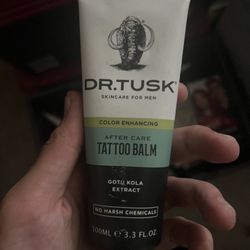 DR.TUSK®
SKINCARE FOR MEN
COLOR ENHANCING
AFTER CARE
TATTOO BALM
GOTU KOLA
EXTRACT
NO HARSH CHEMICALS
100ML ℮ 3.3 FL.OZ.